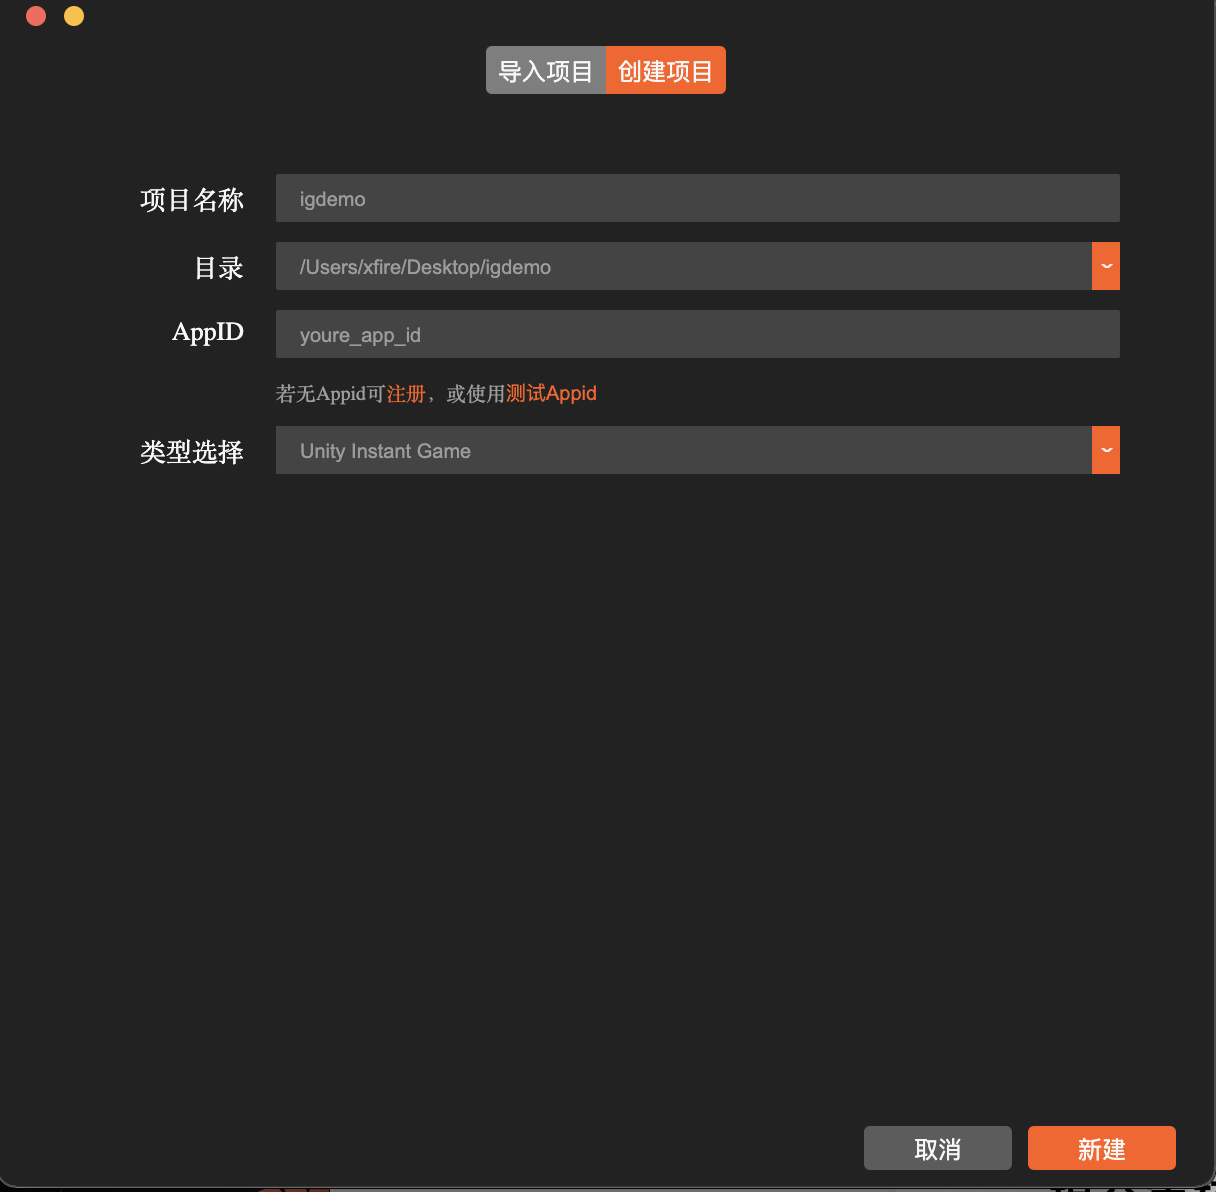 导入项目 创建项目
项目名称 igdemo
目录 /Users/xfire/Desktop/igdemo
AppID youre_app_id
若无Appid可注册，或使用测试Appid
类型选择 Unity Instant Game
取消 新建